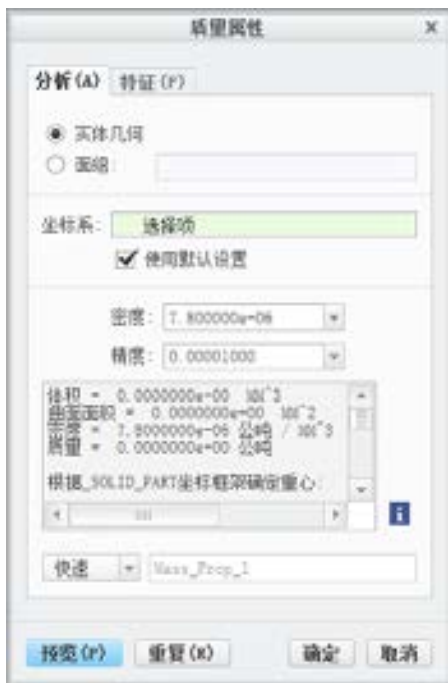 质量属性
分析(A) 特征(F)
实体几何
面组:
坐标系: 选择项
使用默认设置
密度: 7.800000e-06
精度: 0.00001000
体积 = 0.0000000e+00 MM^3
曲面面积 = 0.0000000e+00 MM^2
密度 = 7.8000000e-06 公吨 / MM^3
质量 = 0.0000000e+00 公吨
根据_SOLID_PART坐标框架确定重心:
快速 Mass_Prop_1
预览(P) 重复(R) 确定 取消